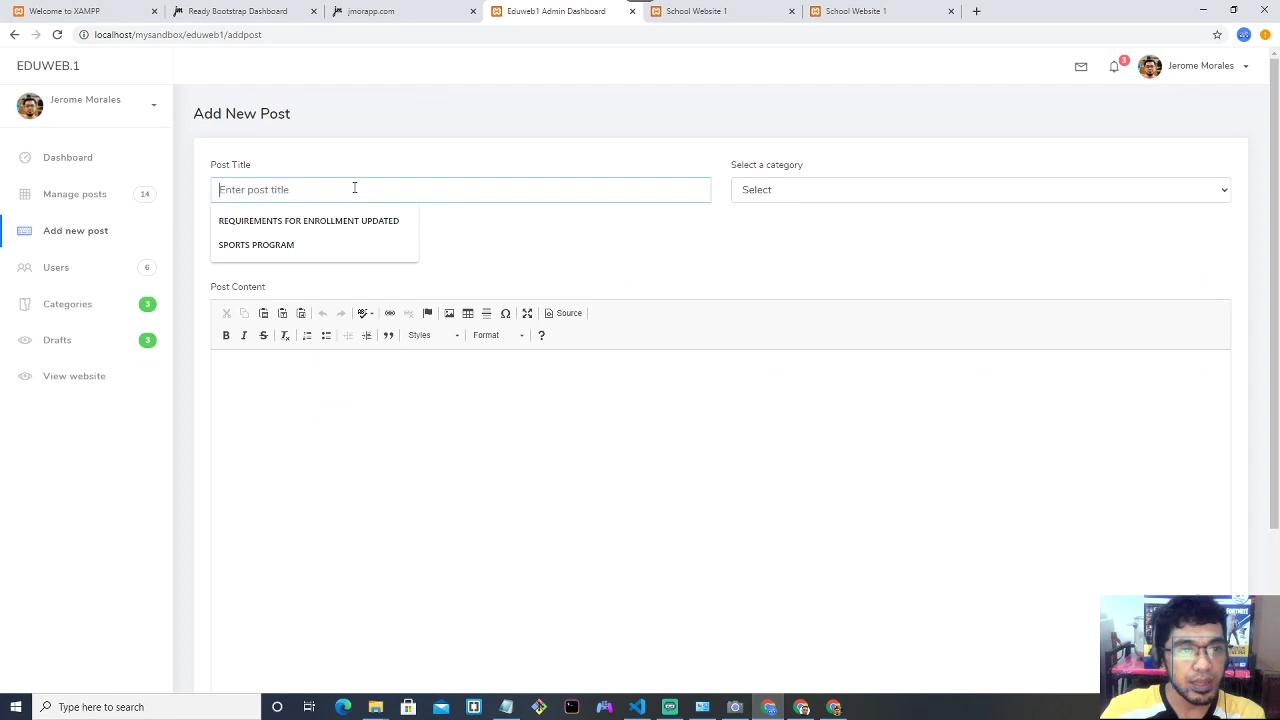 Welcome to XAMPP
Ready Bootstrap Dashboard
jmorapp.com
Eduweb1 Admin Dashboard
School Website 1
School Website 1
localhost/mysandbox/eduweb1/addpost
EDUWEB.1
3
Jerome Morales
Jerome Morales
Dashboard
Manage posts 14
Add new post
Users 6
Categories 3
Drafts 3
View website
Add New Post
Post Title
Select a category
Enter post title
Select
REQUIREMENTS FOR ENROLLMENT UPDATED
SPORTS PROGRAM
Post Content
Source
Styles
Format
?
FORTNITE
Type here to search